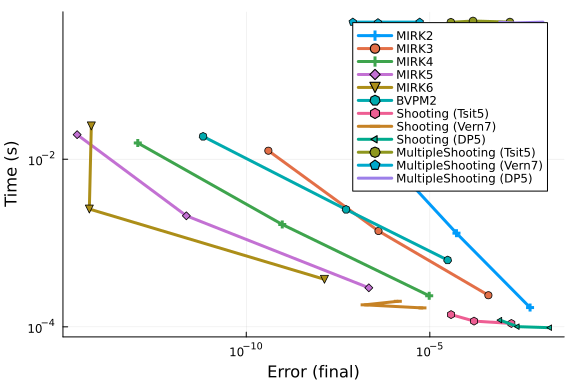 MIRK2
MIRK3
MIRK4
MIRK5
MIRK6
BVPM2
Shooting (Tsit5)
Shooting (Vern7)
Shooting (DP5)
MultipleShooting (Tsit5)
MultipleShooting (Vern7)
MultipleShooting (DP5)
Time (s)
10⁻²
10⁻⁴
10⁻¹⁰
10⁻⁵
Error (final)